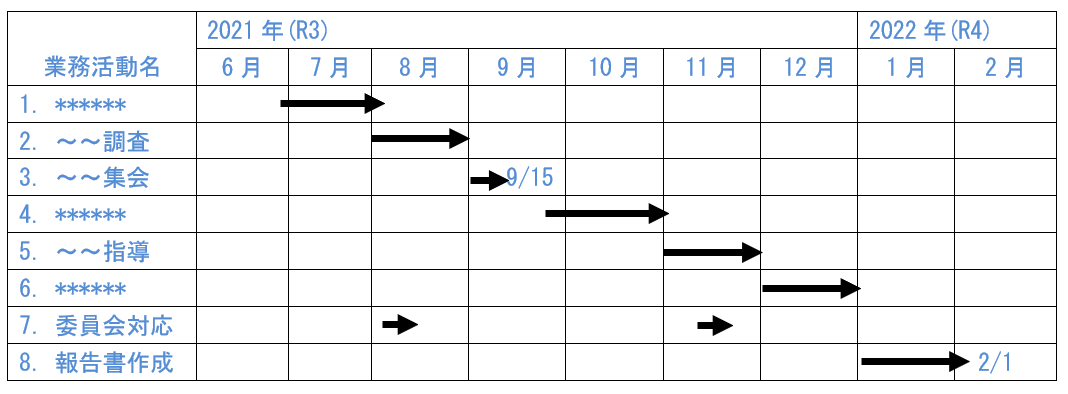 2021 年(R3) 2022 年(R4)
業務活動名 6 月 7 月 8 月 9 月 10 月 11 月 12 月 1 月 2 月
1. ******
2. ～～調査
3. ～～集会 9/15
4. ******
5. ～～指導
6. ******
7. 委員会対応
8. 報告書作成 2/1